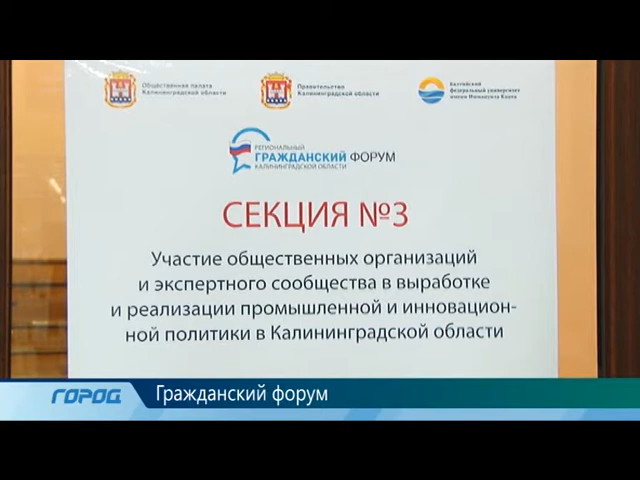 Общественная палата
Калининградской области
Правительство
Калининградской области
Балтийский
федеральный университет
имени Иммануила Канта
РЕГИОНАЛЬНЫЙ
ГРАЖДАНСКИЙ ФОРУМ
КАЛИНИНГРАДСКОЙ ОБЛАСТИ
СЕКЦИЯ №3
Участие общественных организаций
и экспертного сообщества в выработке
и реализации промышленной и инновацион-
ной политики в Калининградской области
ГОРОД Гражданский форум